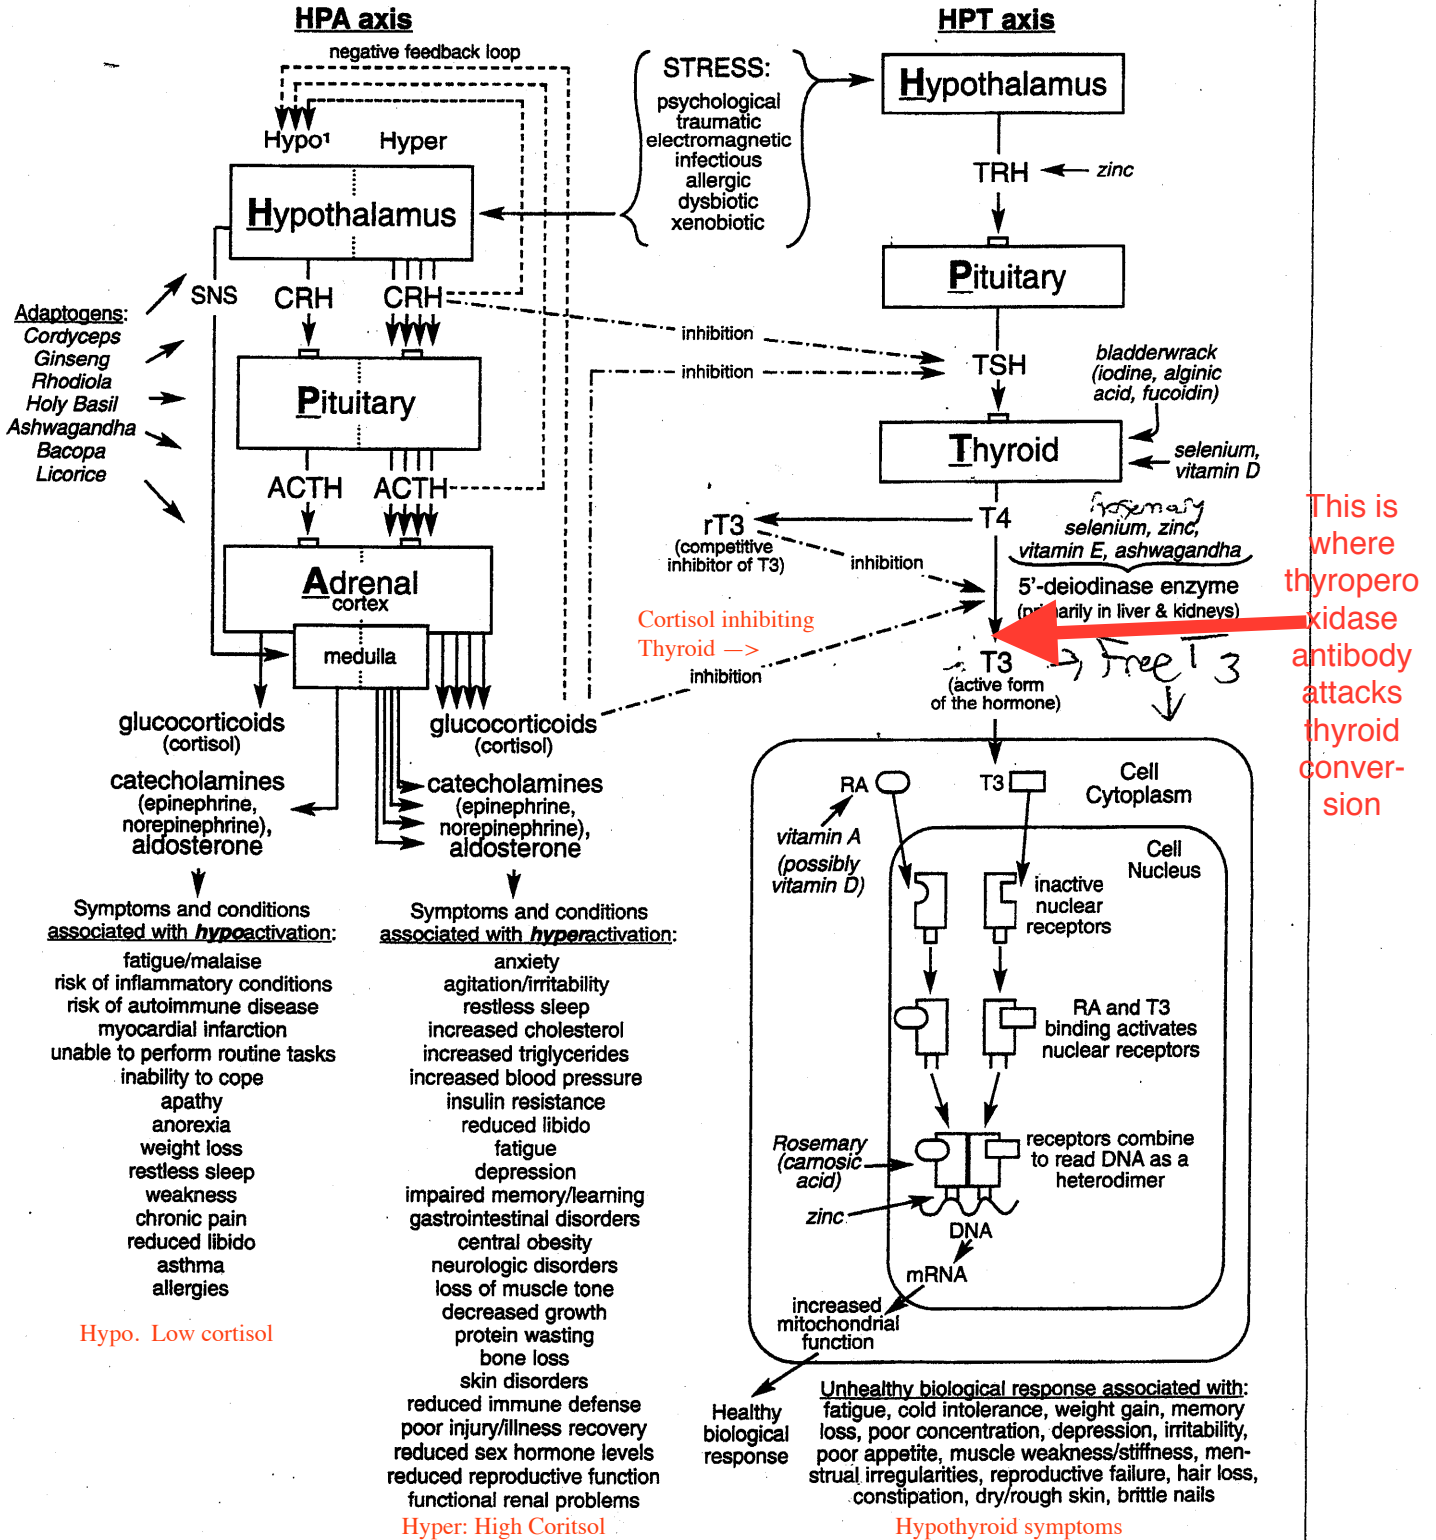 HPA axis
negative feedback loop
Hypo¹
Hyper
Hypothalamus
SNS
CRH
CRH
Adaptogens:
Cordyceps
Ginseng
Rhodiola
Holy Basil
Ashwagandha
Bacopa
Licorice
Pituitary
ACTH
ACTH
Adrenal
cortex
medulla
glucocorticoids
(cortisol)
catecholamines
(epinephrine,
norepinephrine),
aldosterone
glucocorticoids
(cortisol)
catecholamines
(epinephrine,
norepinephrine),
aldosterone
Symptoms and conditions
associated with hypoactivation:
fatigue/malaise
risk of inflammatory conditions
risk of autoimmune disease
myocardial infarction
unable to perform routine tasks
inability to cope
apathy
anorexia
weight loss
restless sleep
weakness
chronic pain
reduced libido
asthma
allergies
Hypo. Low cortisol
Symptoms and conditions
associated with hyperactivation:
anxiety
agitation/irritability
restless sleep
increased cholesterol
increased triglycerides
increased blood pressure
insulin resistance
reduced libido
fatigue
depression
impaired memory/learning
gastrointestinal disorders
central obesity
neurologic disorders
loss of muscle tone
decreased growth
protein wasting
bone loss
skin disorders
reduced immune defense
poor injury/illness recovery
reduced sex hormone levels
reduced reproductive function
functional renal problems
Hyper: High Coritsol
STRESS:
psychological
traumatic
electromagnetic
infectious
allergic
dysbiotic
xenobiotic
inhibition
inhibition
HPT axis
Hypothalamus
TRH
zinc
Pituitary
TSH
bladderwrack
(iodine, alginic
acid, fucoidin)
Thyroid
selenium,
vitamin D
T4
rT3
(competitive
inhibitor of T3)
inhibition
Rosemary
selenium, zinc,
vitamin E, ashwagandha
5'-deiodinase enzyme
(primarily in liver & kidneys)
Cortisol inhibiting
Thyroid —>
inhibition
T3
(active form
of the hormone)
Free T3
This is
where
thyropero
xidase
antibody
attacks
thyroid
conver-
sion
Cell
Cytoplasm
RA
T3
vitamin A
(possibly
vitamin D)
Cell
Nucleus
inactive
nuclear
receptors
RA and T3
binding activates
nuclear receptors
Rosemary
(carnosic
acid)
receptors combine
to read DNA as a
heterodimer
zinc
DNA
mRNA
increased
mitochondrial
function
Healthy
biological
response
Unhealthy biological response associated with:
fatigue, cold intolerance, weight gain, memory
loss, poor concentration, depression, irritability,
poor appetite, muscle weakness/stiffness, men-
strual irregularities, reproductive failure, hair loss,
constipation, dry/rough skin, brittle nails
Hypothyroid symptoms